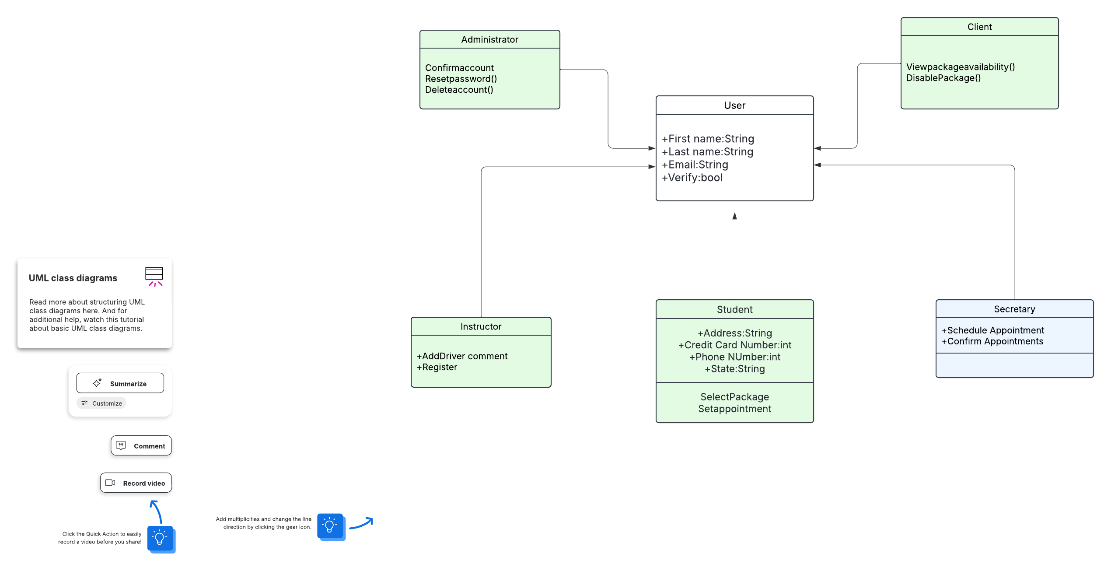 Administrator
Confirmaccount
Resetpassword()
Deleteaccount()
Client
Viewpackageavailability()
DisablePackage()
User
+First name:String
+Last name:String
+Email:String
+Verify:bool
UML class diagrams
Read more about structuring UML
class diagrams here. And for
additional help, watch this tutorial
about basic UML class diagrams.
Instructor
+AddDriver comment
+Register
Student
+Address:String
+Credit Card Number:int
+Phone NUmber:int
+State:String
SelectPackage
Setappointment
Secretary
+Schedule Appointment
+Confirm Appointments
Summarize
Customize
Comment
Record video
Click the Quick Action to easily
record a video before you share!
Add multiplicities and change the line
direction by clicking the gear icon.